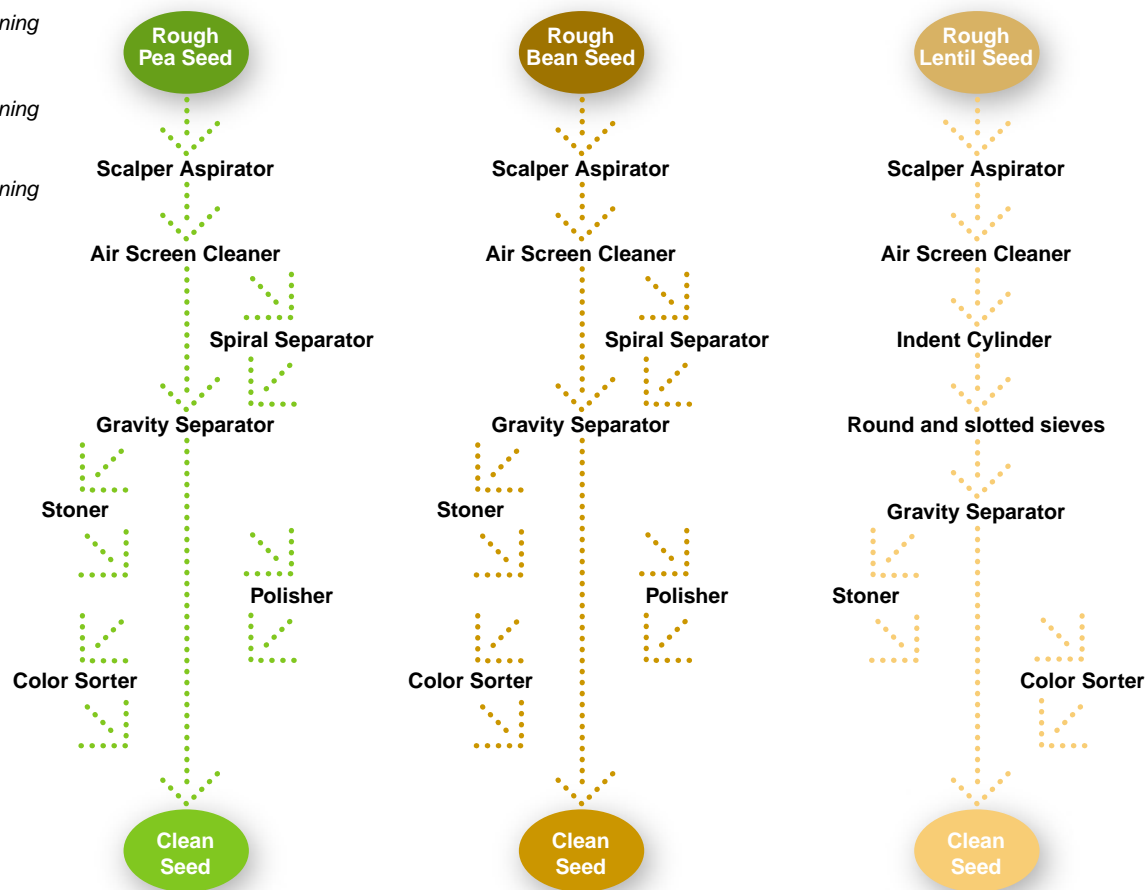 ning
ning
ning
Rough
Pea Seed
Scalper Aspirator
Air Screen Cleaner
Spiral Separator
Gravity Separator
Stoner
Polisher
Color Sorter
Clean
Seed
Rough
Bean Seed
Scalper Aspirator
Air Screen Cleaner
Spiral Separator
Gravity Separator
Stoner
Polisher
Color Sorter
Clean
Seed
Rough
Lentil Seed
Scalper Aspirator
Air Screen Cleaner
Indent Cylinder
Round and slotted sieves
Gravity Separator
Stoner
Color Sorter
Clean
Seed